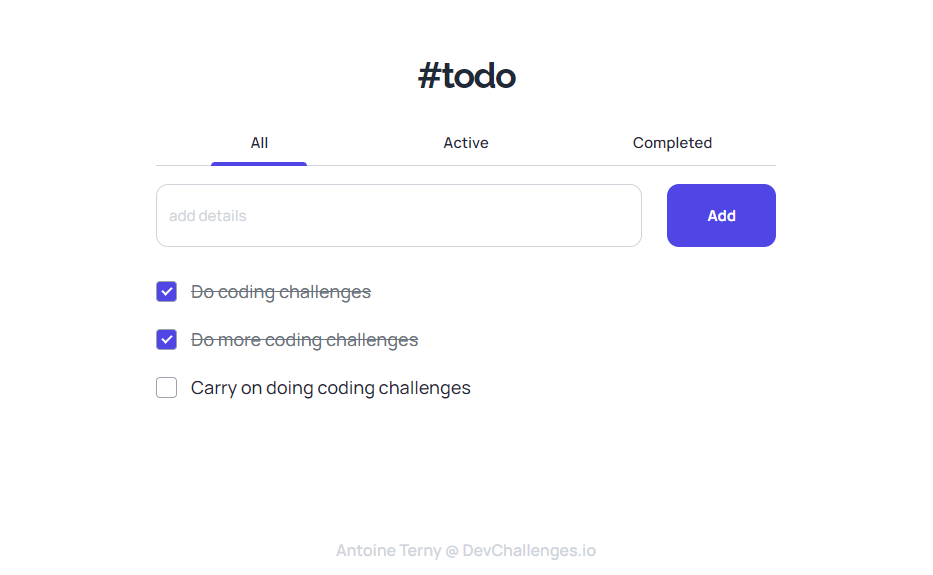 #todo
All Active Completed
add details Add
Do coding challenges
Do more coding challenges
Carry on doing coding challenges
Antoine Terny @ DevChallenges.io